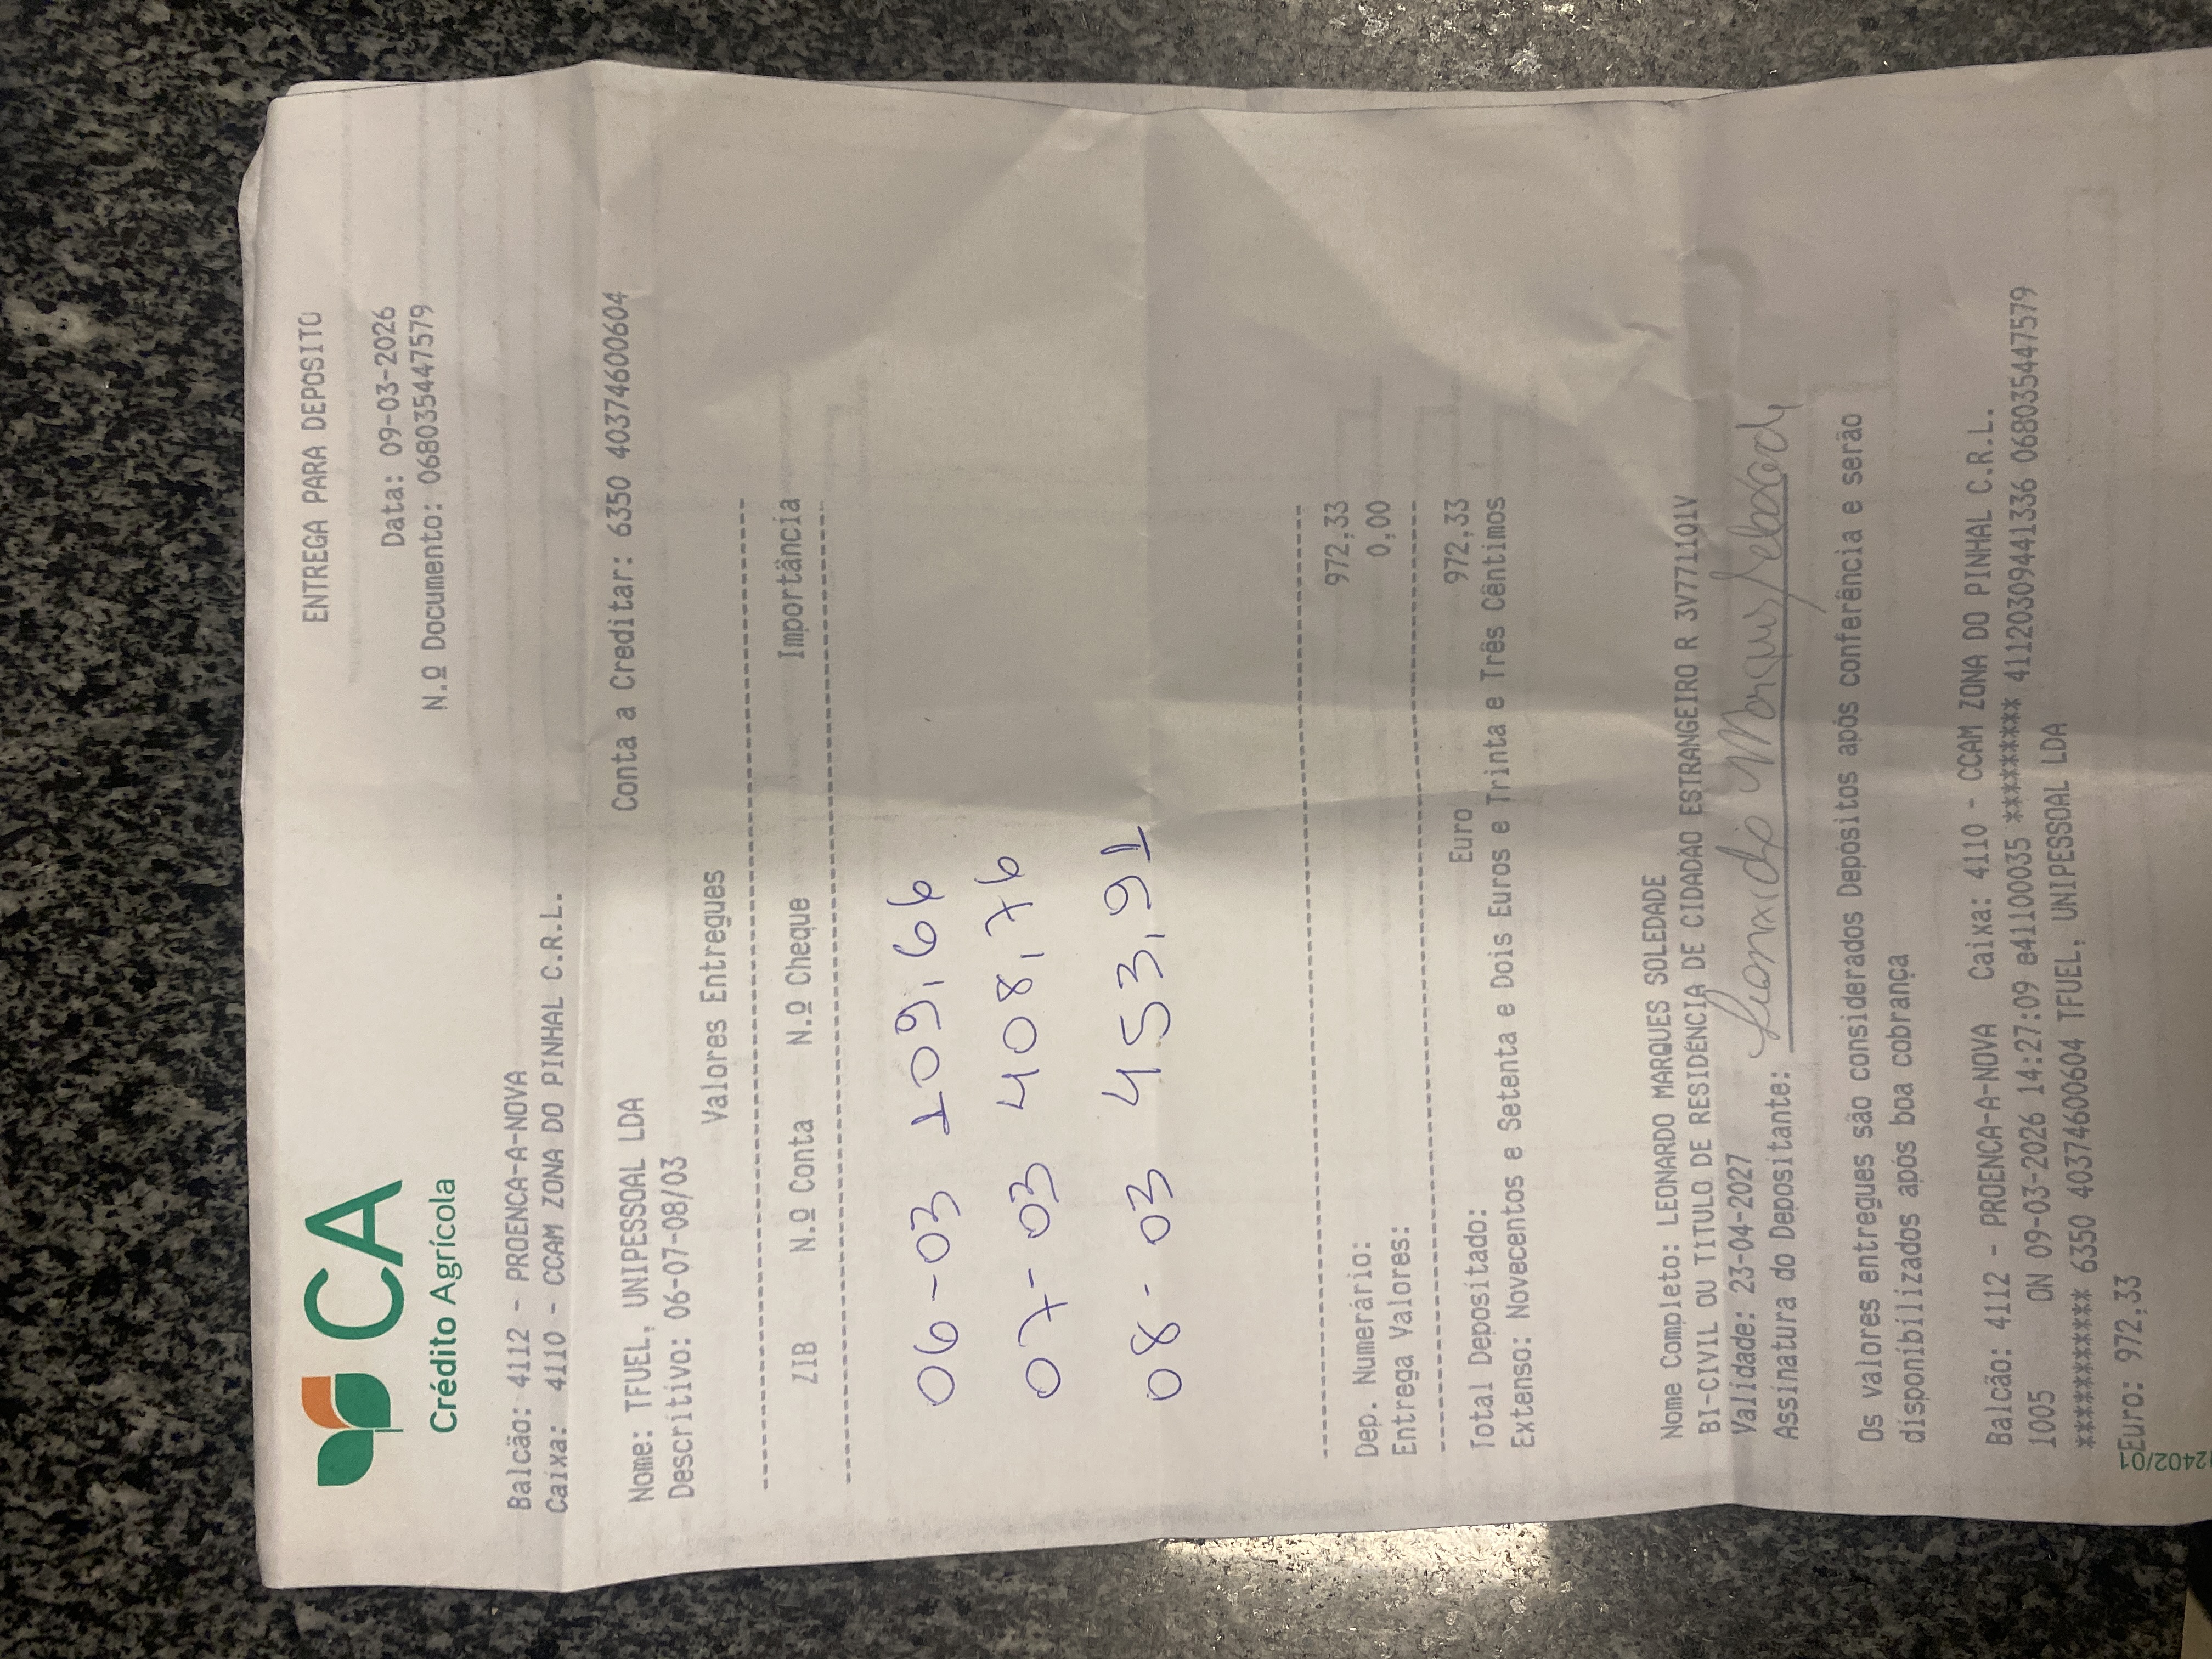 CA
Crédito Agrícola
ENTREGA PARA DEPOSITO
Data: 09-03-2026
N.º Documento: 0680354447579
Balcão: 4112 - PROENCA-A-NOVA
Caixa: 4110 - CCAM ZONA DO PINHAL C.R.L.
Conta a Creditar: 6350 40374600604
Nome: TFUEL, UNIPESSOAL LDA
Descritivo: 06-07-08/03
Valores Entregues
ZIB N.º Conta N.º Cheque Importância
06-03 109,66
07-03 408,76
08-03 453,91
Dep. Numerário: 972,33
Entrega Valores: 0,00
Total Depositado: Euro 972,33
Extenso: Novecentos e Setenta e Dois Euros e Trinta e Três Cêntimos
Nome Completo: LEONARDO MARQUES SOLEDADE
BI-CIVIL OU TITULO DE RESIDÊNCIA DE CIDADÃO ESTRANGEIRO R 3V7711Q1V
Validade: 23-04-2027
Assinatura do Depositante: Leonardo Marques Soledade
Os valores entregues são considerados Depósitos após conferência e serão
disponibilizados após boa cobrança
Balcão: 4112 - PROENCA-A-NOVA Caixa: 4110 - CCAM ZONA DO PINHAL C.R.L.
1005 ON 09-03-2026 14:27:09 e41100035 ********** 41120309441336 0680354447579
*********** 6350 40374600604 TFUEL, UNIPESSOAL LDA
Euro: 972,33